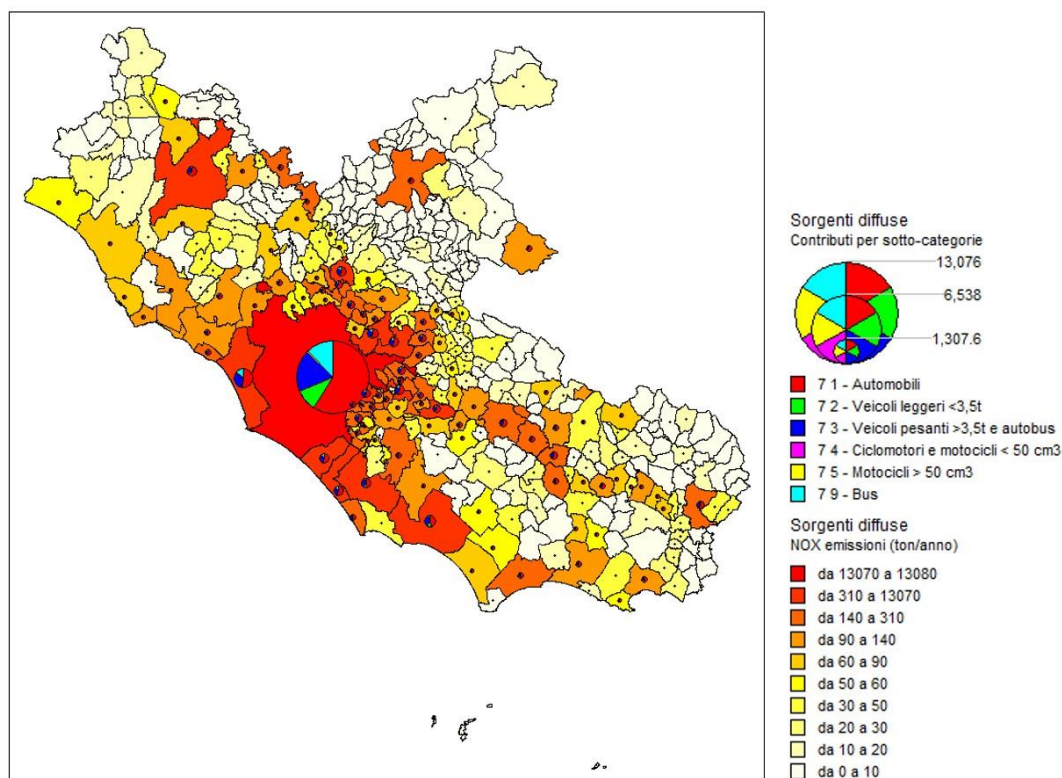 Sorgenti diffuse
Contributi per sotto-categorie
13,076
6,538
1,307.6
7 1 - Automobili
7 2 - Veicoli leggeri <3,5t
7 3 - Veicoli pesanti >3,5t e autobus
7 4 - Ciclomotori e motocicli < 50 cm3
7 5 - Motocicli > 50 cm3
7 9 - Bus
Sorgenti diffuse
NOX emissioni (ton/anno)
da 13070 a 13080
da 310 a 13070
da 140 a 310
da 90 a 140
da 60 a 90
da 50 a 60
da 30 a 50
da 20 a 30
da 10 a 20
da 0 a 10